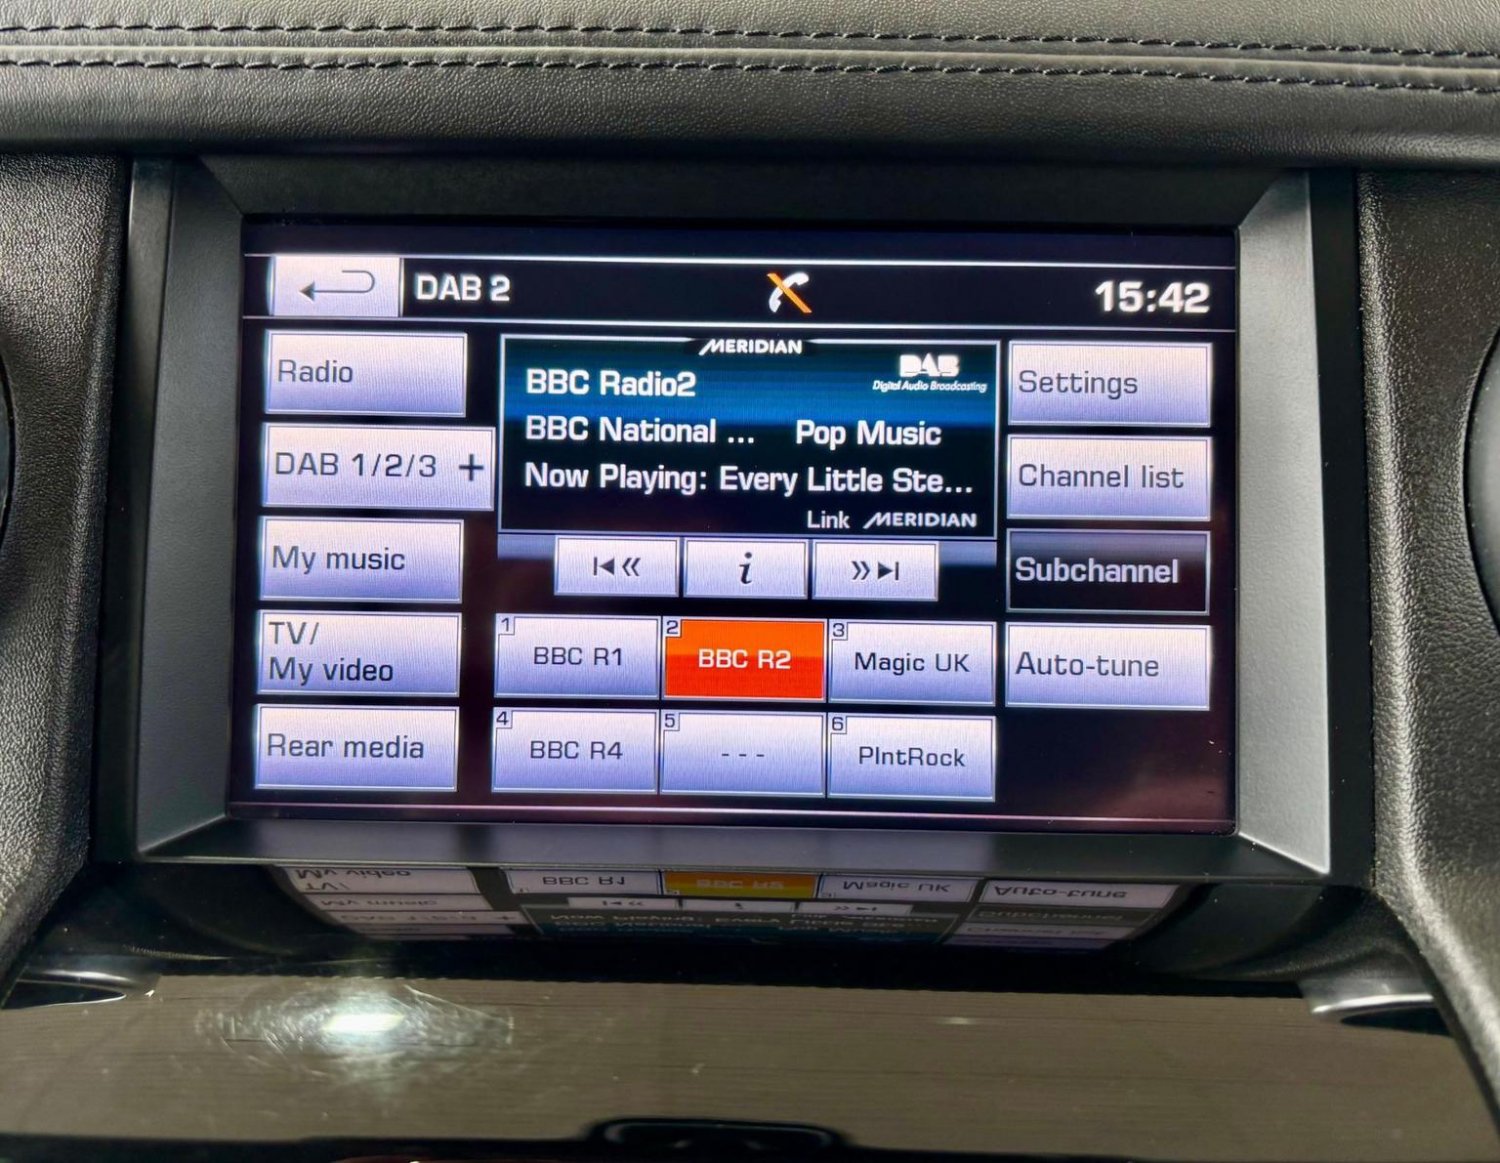 DAB 2
15:42
Radio
DAB 1/2/3 +
My music
TV/
My video
Rear media
MERIDIAN
DAB
Digital Audio Broadcasting
BBC Radio2
BBC National ...
Pop Music
Now Playing: Every Little Ste...
Link MERIDIAN
i
1 BBC R1
2 BBC R2
3 Magic UK
4 BBC R4
5 - - -
6 PlntRock
Settings
Channel list
Subchannel
Auto-tune